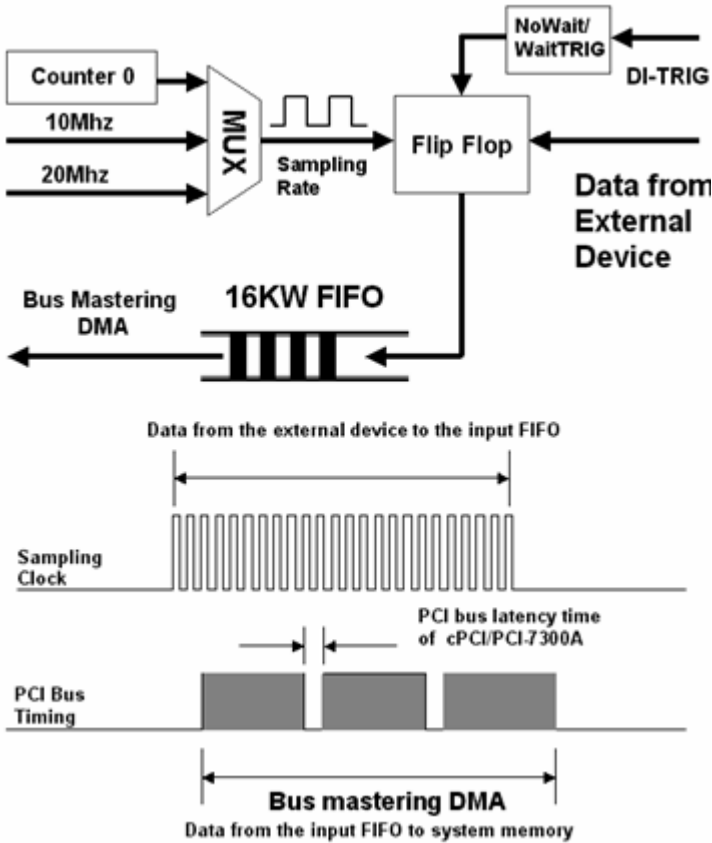 NoWait/
WaitTRIG
DI-TRIG
Counter 0
10Mhz
20Mhz
MUX
Sampling
Rate
Flip Flop
Data from
External
Device
Bus Mastering
DMA
16KW FIFO
Data from the external device to the input FIFO
Sampling
Clock
PCI bus latency time
of cPCI/PCI-7300A
PCI Bus
Timing
Bus mastering DMA
Data from the input FIFO to system memory